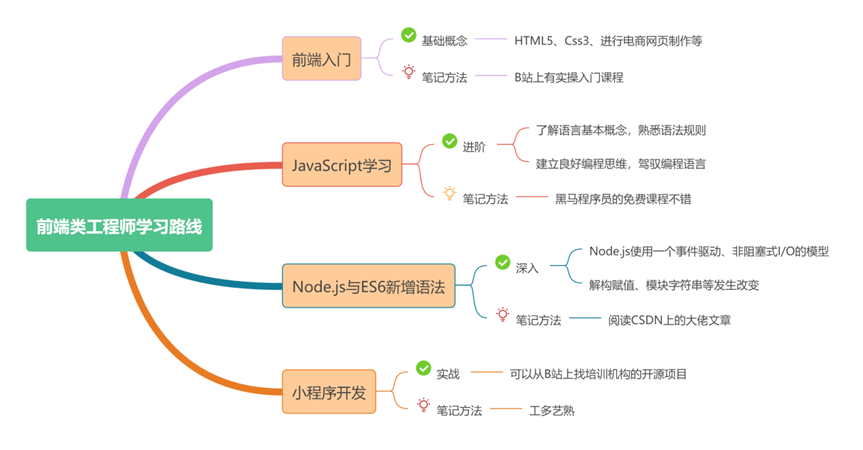 前端类工程师学习路线
前端入门
基础概念
HTML5、Css3、进行电商网页制作等
笔记方法
B站上有实操入门课程
JavaScript学习
进阶
了解语言基本概念，熟悉语法规则
建立良好编程思维，驾驭编程语言
笔记方法
黑马程序员的免费课程不错
Node.js与ES6新增语法
深入
Node.js使用一个事件驱动、非阻塞式I/O的模型
解构赋值、模块字符串等发生改变
笔记方法
阅读CSDN上的大佬文章
小程序开发
实战
可以从B站上找培训机构的开源项目
笔记方法
工多艺熟